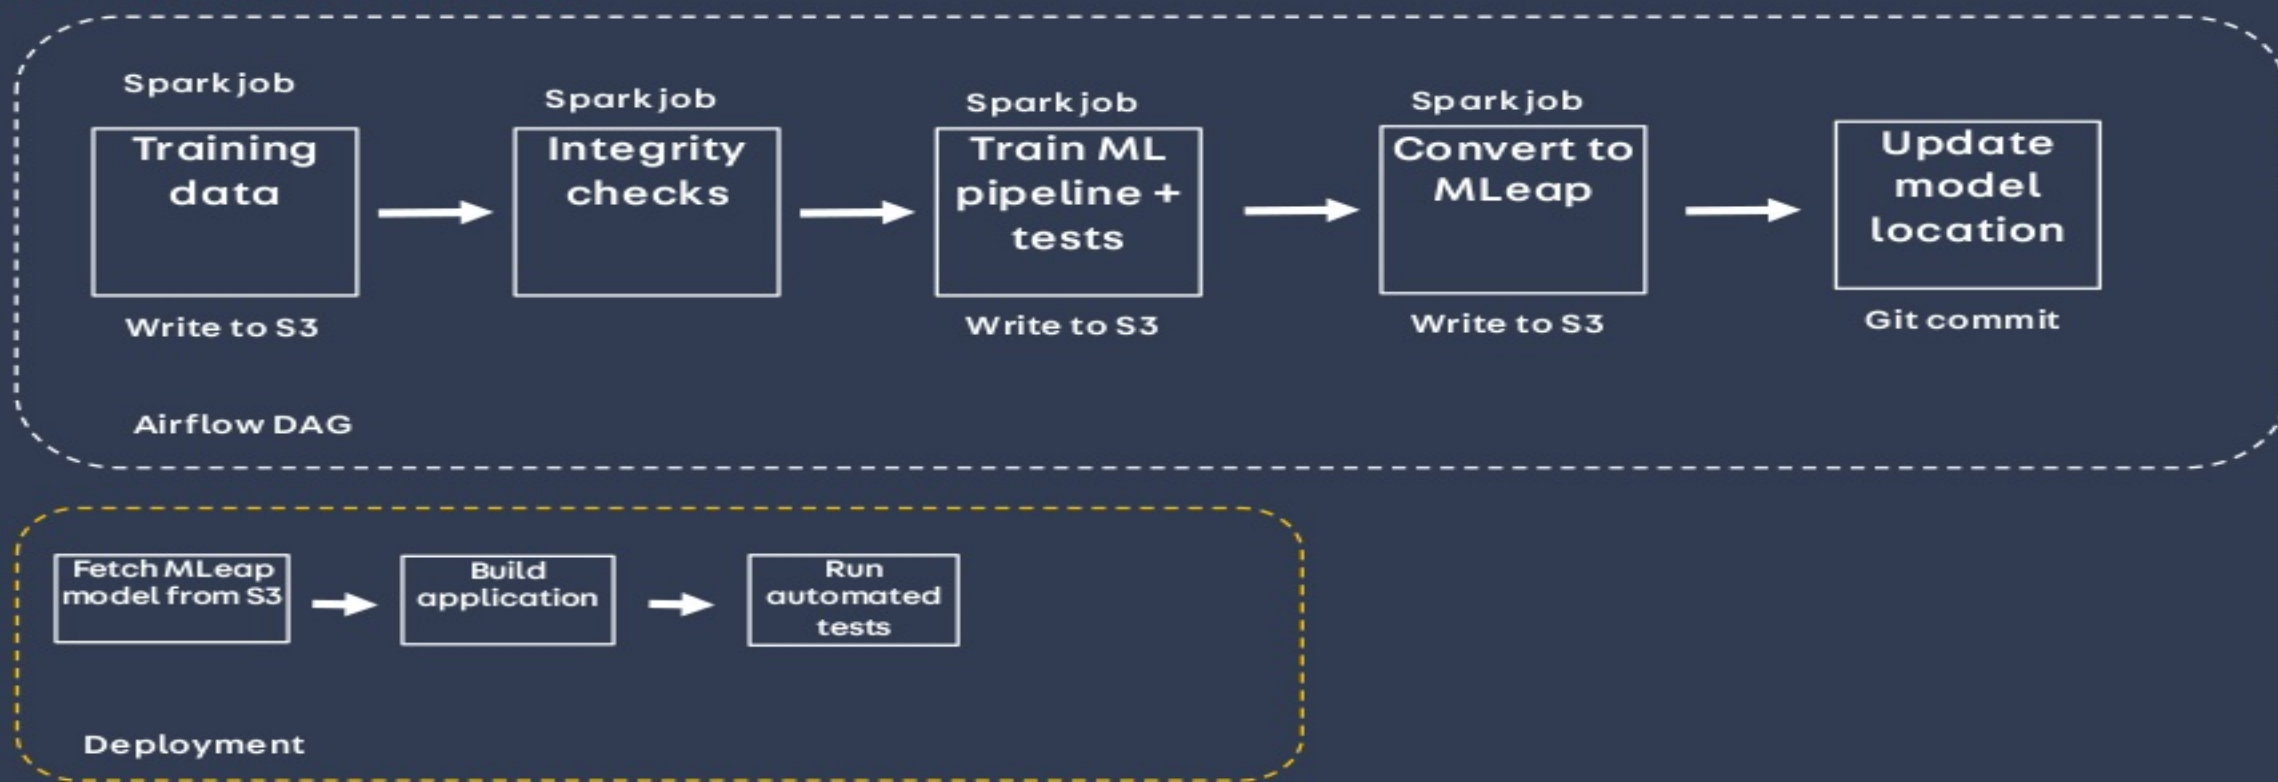 Spark job
Training
data
Write to S3
Spark job
Integrity
checks
Spark job
Train ML
pipeline +
tests
Write to S3
Spark job
Convert to
MLeap
Write to S3
Update
model
location
Git commit
Airflow DAG
Fetch MLeap
model from S3
Build
application
Run
automated
tests
Deployment